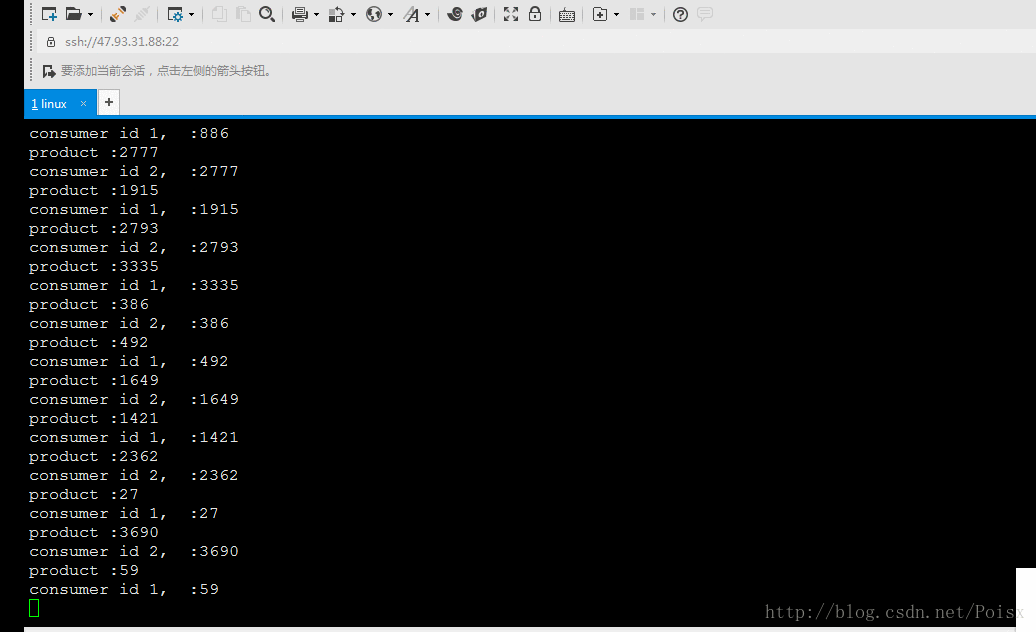 ssh://47.93.31.88:22
要添加当前会话，点击左侧的箭头按钮。
1 linux × +
consumer id 1,  :886
product :2777
consumer id 2,  :2777
product :1915
consumer id 1,  :1915
product :2793
consumer id 2,  :2793
product :3335
consumer id 1,  :3335
product :386
consumer id 2,  :386
product :492
consumer id 1,  :492
product :1649
consumer id 2,  :1649
product :1421
consumer id 1,  :1421
product :2362
consumer id 2,  :2362
product :27
consumer id 1,  :27
product :3690
consumer id 2,  :3690
product :59
consumer id 1,  :59
http://blog.csdn.net/Poisx